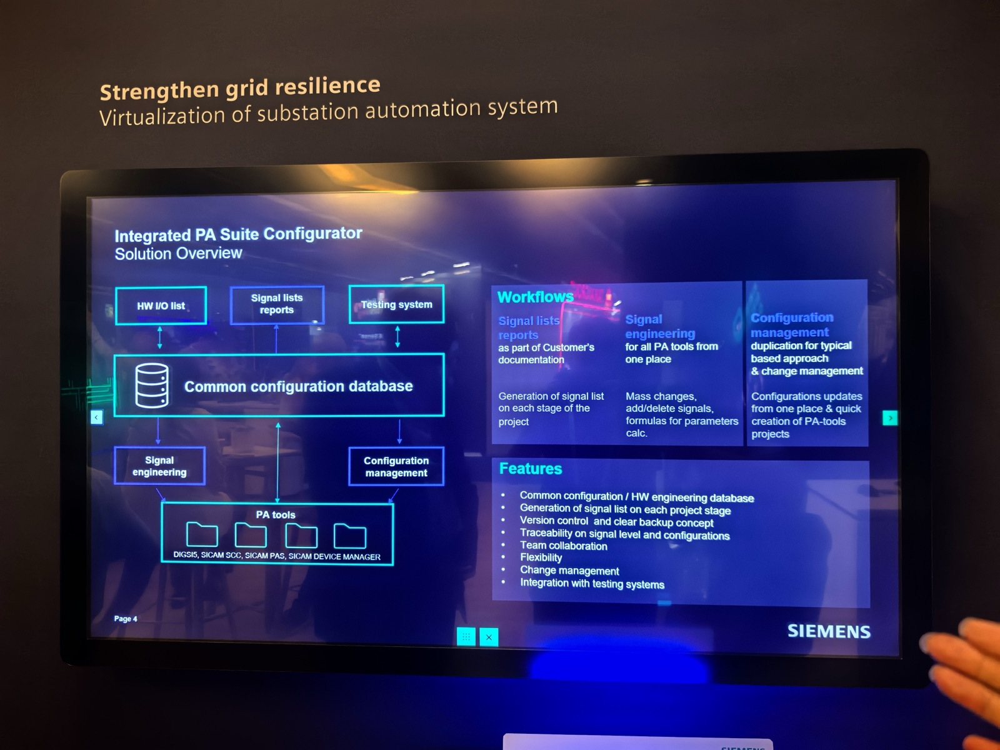 Strengthen grid resilience
Virtualization of substation automation system
Integrated PA Suite Configurator
Solution Overview
HW I/O list
Signal lists
reports
Testing system
Common configuration database
Signal
engineering
Configuration
management
PA tools
DIGSI5, SICAM SCC, SICAM PAS, SICAM DEVICE MANAGER
Page 4
Workflows
Signal lists
reports
as part of Customer's
documentation
Generation of signal list
on each stage of the
project
Signal
engineering
for all PA tools from
one place
Mass changes,
add/delete signals,
formulas for parameters
calc.
Configuration
management
duplication for typical
based approach
& change management
Configurations updates
from one place & quick
creation of PA-tools
projects
Features
• Common configuration / HW engineering database
• Generation of signal list on each project stage
• Version control and clear backup concept
• Traceability on signal level and configurations
• Team collaboration
• Flexibility
• Change management
• Integration with testing systems
SIEMENS
SIEMENS